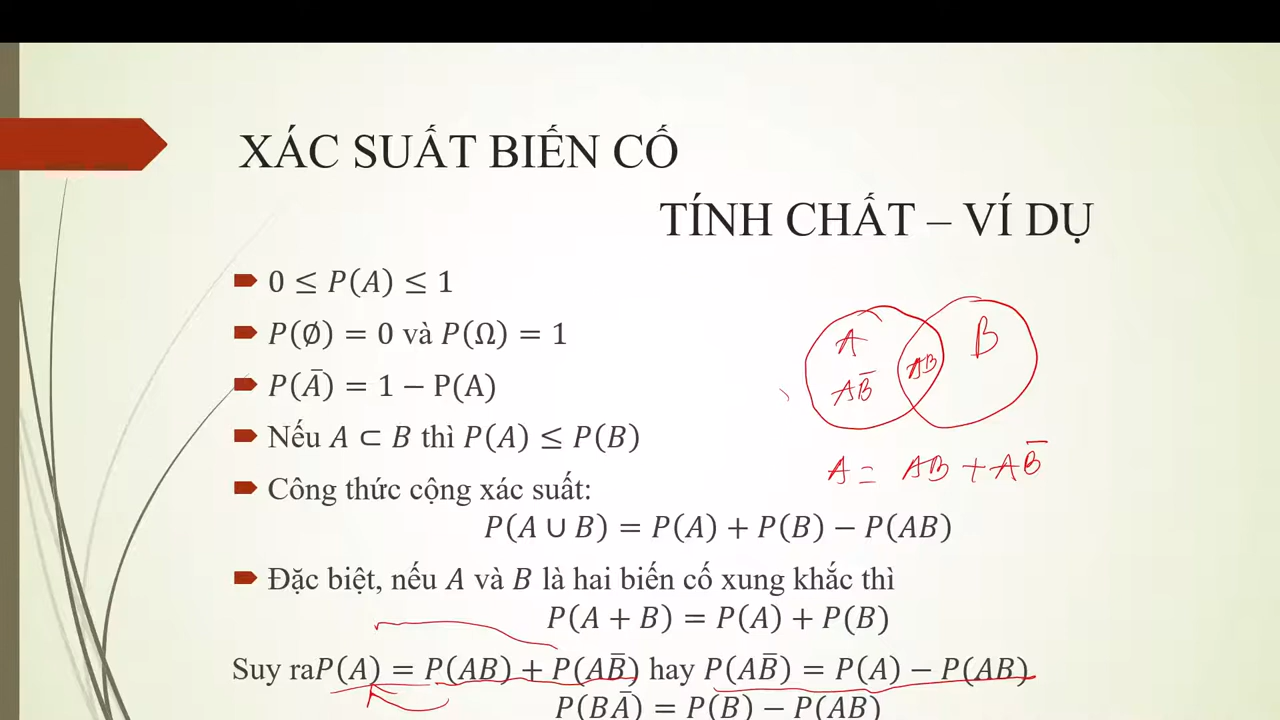 XÁC SUẤT BIẾN CỐ
TÍNH CHẤT – VÍ DỤ
0 ≤ P(A) ≤ 1
P(∅) = 0 và P(Ω) = 1
P(Ā) = 1 − P(A)
Nếu A ⊂ B thì P(A) ≤ P(B)
Công thức cộng xác suất:
P(A ∪ B) = P(A) + P(B) − P(AB)
Đặc biệt, nếu A và B là hai biến cố xung khắc thì
P(A + B) = P(A) + P(B)
Suy raP(A) = P(AB) + P(AB̄) hay P(AB̄) = P(A) − P(AB)
P(BĀ) = P(B) − P(AB)
A
B
AB
AB̄
A = AB + AB̄